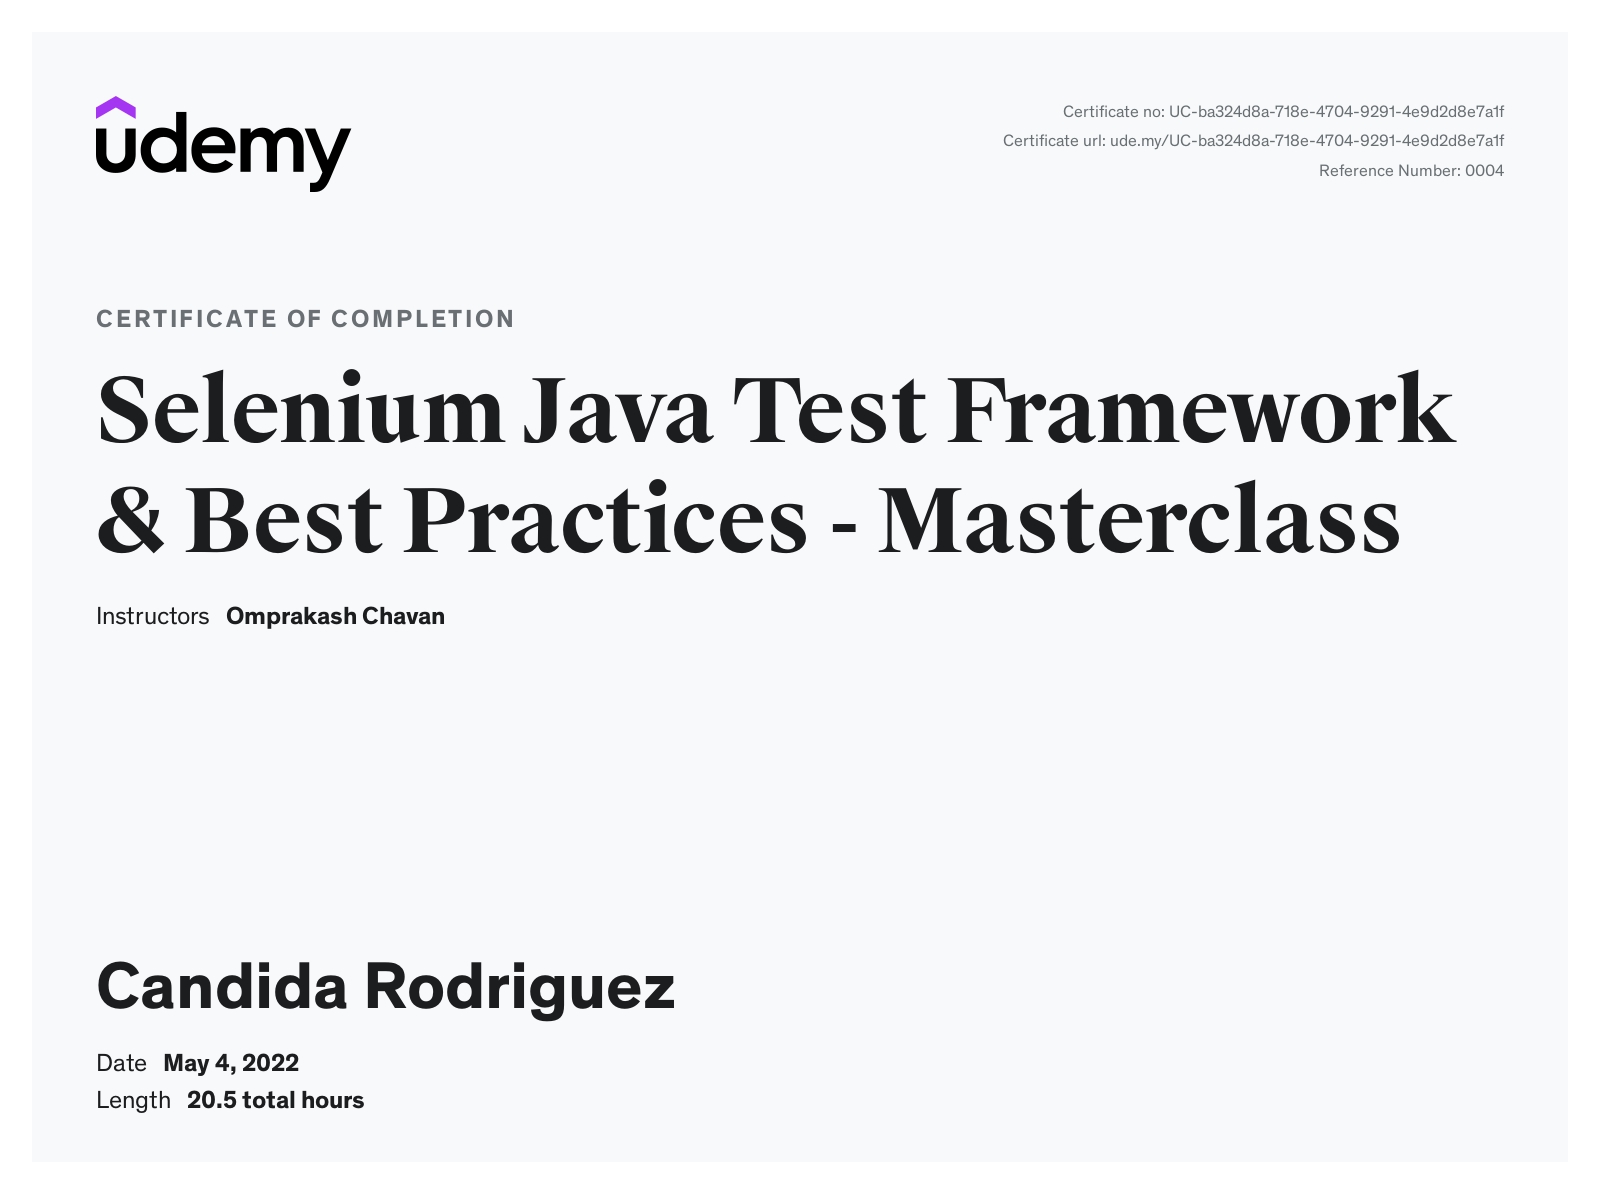 udemy
Certificate no: UC-ba324d8a-718e-4704-9291-4e9d2d8e7a1f
Certificate url: ude.my/UC-ba324d8a-718e-4704-9291-4e9d2d8e7a1f
Reference Number: 0004
CERTIFICATE OF COMPLETION
Selenium Java Test Framework
& Best Practices - Masterclass
Instructors Omprakash Chavan
Candida Rodriguez
Date May 4, 2022
Length 20.5 total hours